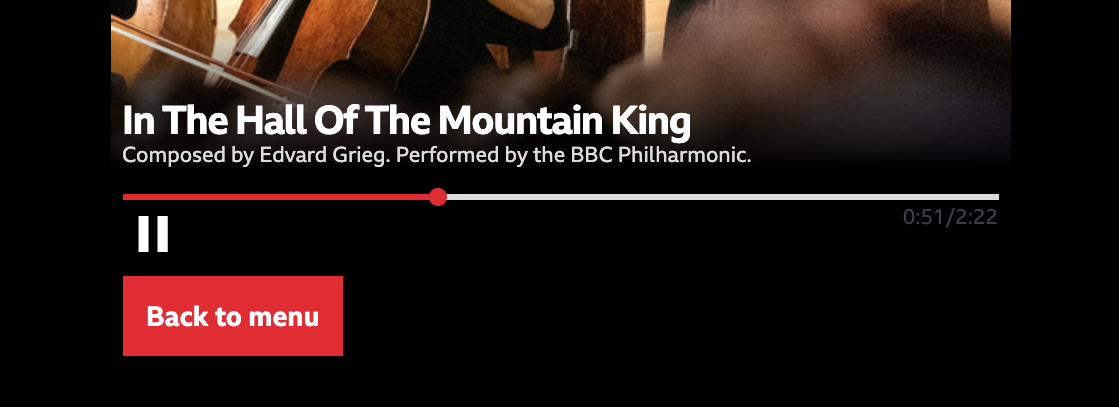 In The Hall Of The Mountain King
Composed by Edvard Grieg. Performed by the BBC Philharmonic.
0:51/2:22
Back to menu